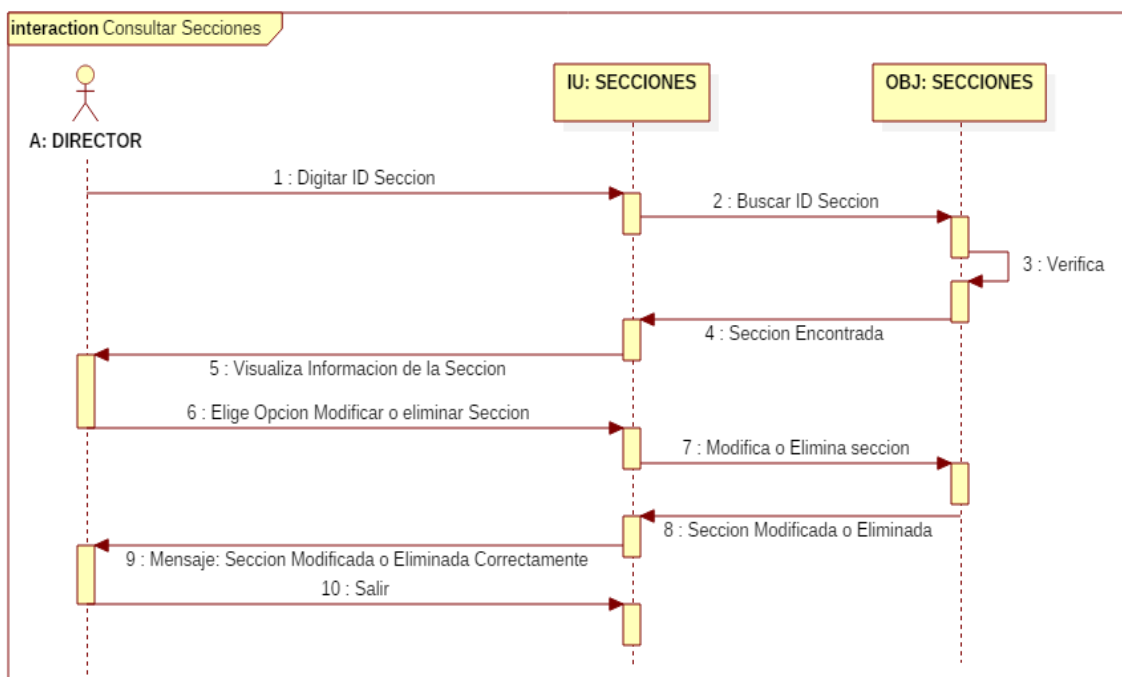 interaction Consultar Secciones
IU: SECCIONES
OBJ: SECCIONES
A: DIRECTOR
1 : Digitar ID Seccion
2 : Buscar ID Seccion
3 : Verifica
4 : Seccion Encontrada
5 : Visualiza Informacion de la Seccion
6 : Elige Opcion Modificar o eliminar Seccion
7 : Modifica o Elimina seccion
8 : Seccion Modificada o Eliminada
9 : Mensaje: Seccion Modificada o Eliminada Correctamente
10 : Salir